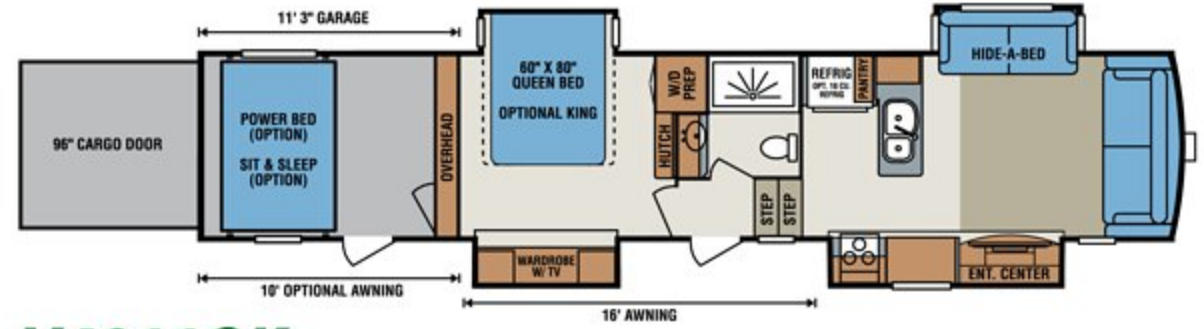 11' 3" GARAGE
96" CARGO DOOR
POWER BED
(OPTION)
SIT & SLEEP
(OPTION)
OVERHEAD
60" X 80"
QUEEN BED
OPTIONAL KING
W/D
PREP
HUTCH
REFRIG
OPT. 18 CU.
REFRIG
PANTRY
HIDE-A-BED
STEP
STEP
WARDROBE
W/ TV
ENT. CENTER
10' OPTIONAL AWNING
16' AWNING